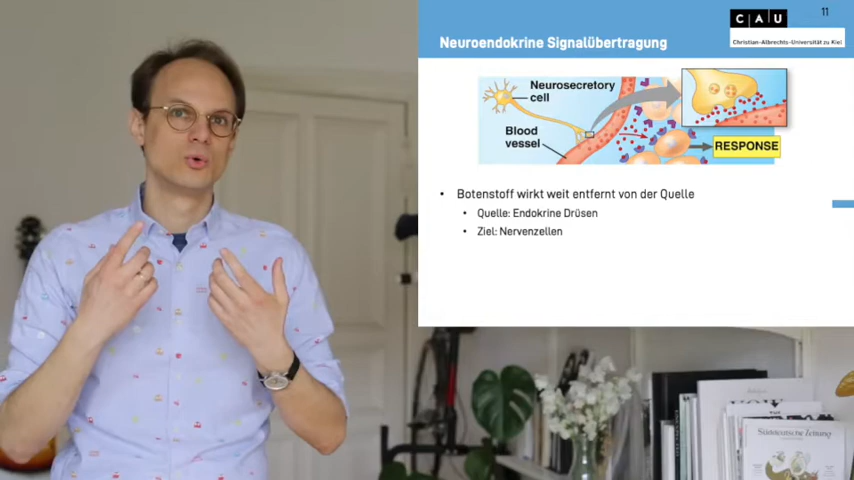 11
C A U
Christian-Albrechts-Universität zu Kiel
Neuroendokrine Signalübertragung
Neurosecretory
cell
Blood
vessel
RESPONSE
• Botenstoff wirkt weit entfernt von der Quelle
• Quelle: Endokrine Drüsen
• Ziel: Nervenzellen
Süddeutsche Zeitung